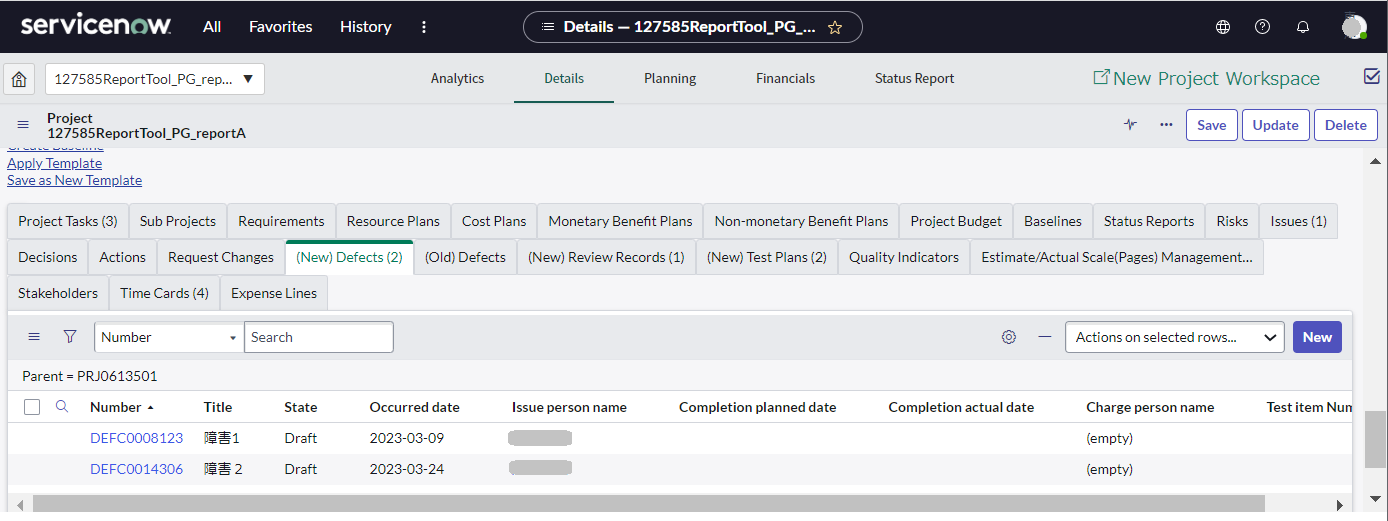 servicenow. All Favorites History Details — 127585ReportTool_PG_...
127585ReportTool_PG_rep... Analytics Details Planning Financials Status Report New Project Workspace
Project
127585ReportTool_PG_reportA
Save Update Delete
Create Baseline
Apply Template
Save as New Template
Project Tasks (3) Sub Projects Requirements Resource Plans Cost Plans Monetary Benefit Plans Non-monetary Benefit Plans Project Budget Baselines Status Reports Risks Issues (1)
Decisions Actions Request Changes (New) Defects (2) (Old) Defects (New) Review Records (1) (New) Test Plans (2) Quality Indicators Estimate/Actual Scale(Pages) Management...
Stakeholders Time Cards (4) Expense Lines
Number Search Actions on selected rows... New
Parent = PRJ0613501
Number Title State Occurred date Issue person name Completion planned date Completion actual date Charge person name Test item Num
DEFC0008123 障害1 Draft 2023-03-09 (empty)
DEFC0014306 障害 2 Draft 2023-03-24 (empty)